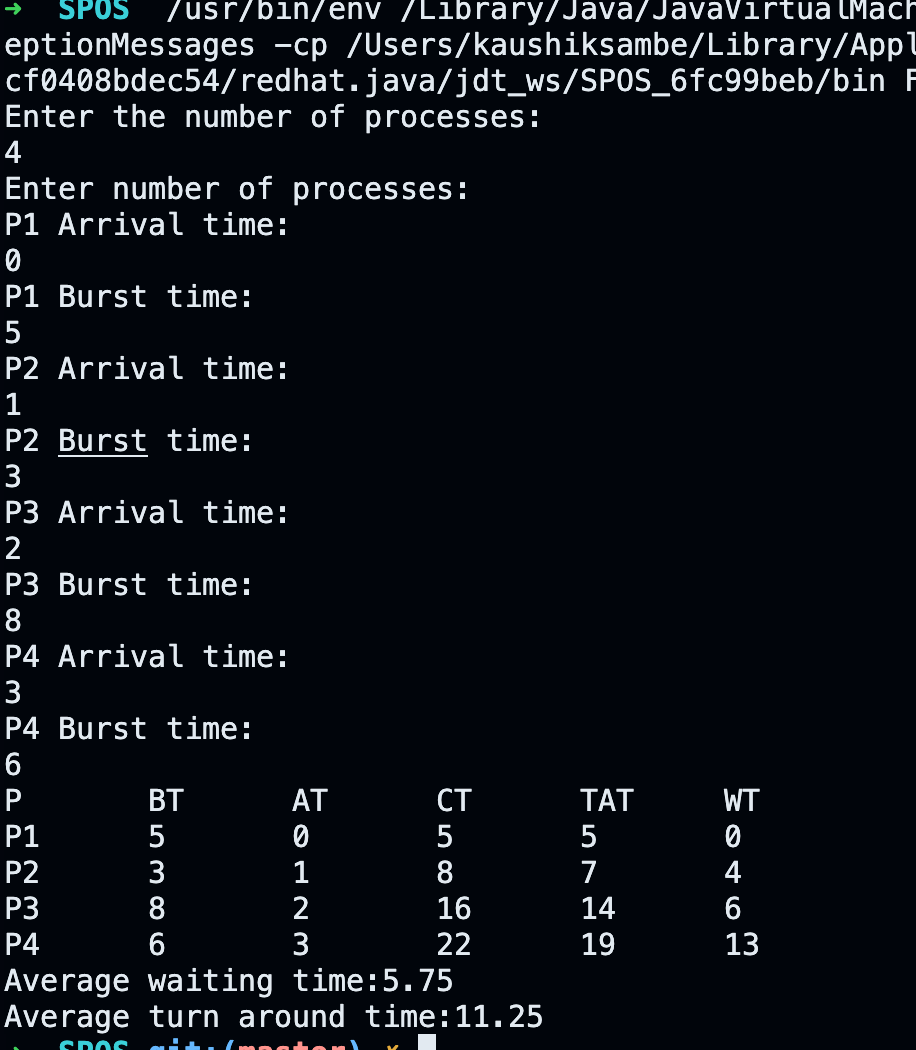 → SPOS /usr/bin/env /Library/Java/JavaVirtualMach
eptionMessages -cp /Users/kaushiksambe/Library/Appl
cf0408bdec54/redhat.java/jdt_ws/SPOS_6fc99beb/bin F
Enter the number of processes:
4
Enter number of processes:
P1 Arrival time:
0
P1 Burst time:
5
P2 Arrival time:
1
P2 Burst time:
3
P3 Arrival time:
2
P3 Burst time:
8
P4 Arrival time:
3
P4 Burst time:
6
P BT AT CT TAT WT
P1 5 0 5 5 0
P2 3 1 8 7 4
P3 8 2 16 14 6
P4 6 3 22 19 13
Average waiting time:5.75
Average turn around time:11.25
→ SPOS git:(master) ✗